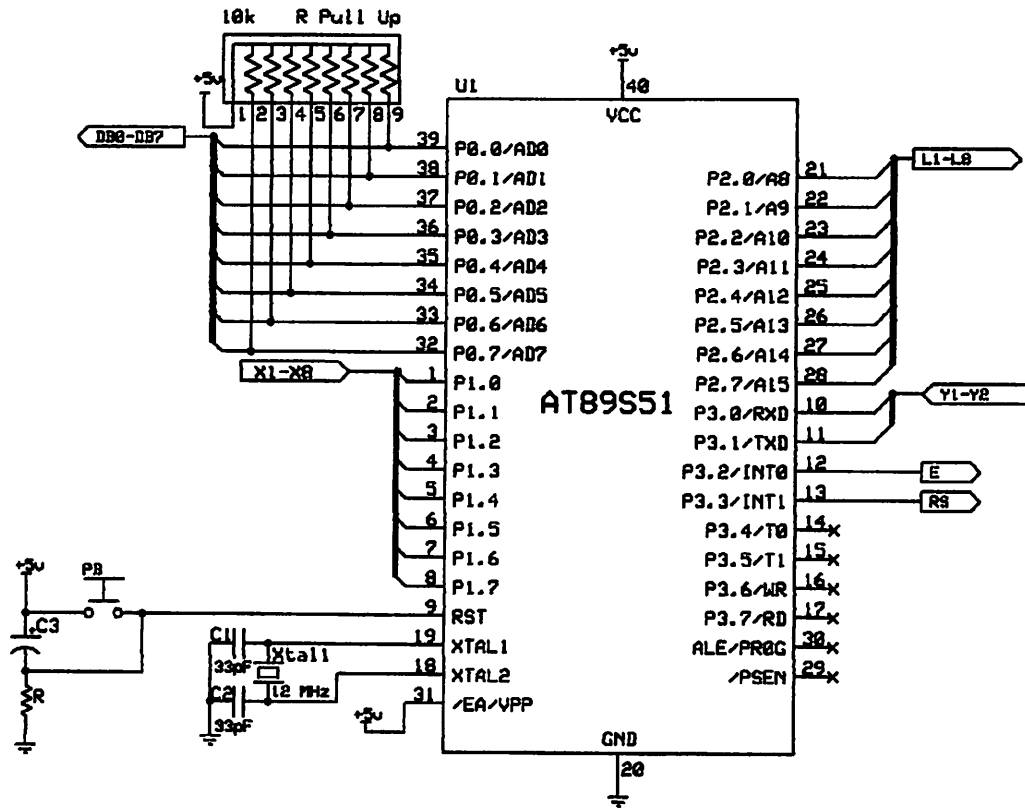 10k R Pull Up
+5v
1 2 3 4 5 6 7 8 9
DB0-DB7
U1
+5v
40
VCC
39 P0.0/AD0
38 P0.1/AD1
37 P0.2/AD2
36 P0.3/AD3
35 P0.4/AD4
34 P0.5/AD5
33 P0.6/AD6
32 P0.7/AD7
X1-X8
1 P1.0
2 P1.1
3 P1.2
4 P1.3
5 P1.4
6 P1.5
7 P1.6
8 P1.7
9 RST
19 XTAL1
18 XTAL2
31 /EA/VPP
AT89S51
P2.0/A8 21
P2.1/A9 22
P2.2/A10 23
P2.3/A11 24
P2.4/A12 25
P2.5/A13 26
P2.6/A14 27
P2.7/A15 28
P3.0/RXD 10
P3.1/TXD 11
P3.2/INT0 12
P3.3/INT1 13
P3.4/T0 14
P3.5/T1 15
P3.6/WR 16
P3.7/RD 17
ALE/PROG 30
/PSEN 29
L1-L8
Y1-Y2
E
RS
+5v
PB
C3
R
C1
33pF
Xtal1
C2
12 MHz
33pF
+5v
GND
20